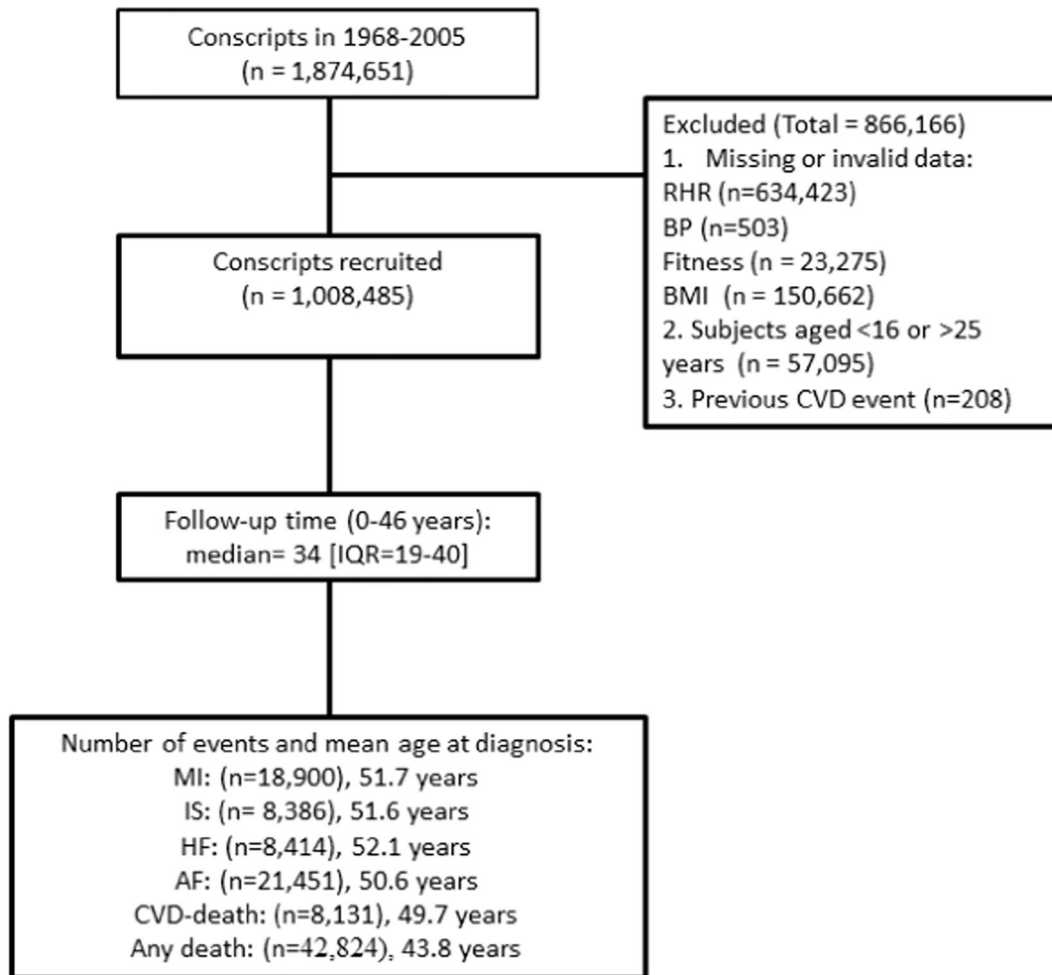 Conscripts in 1968-2005
(n = 1,874,651)
Excluded (Total = 866,166)
1. Missing or invalid data:
RHR (n=634,423)
BP (n=503)
Fitness (n = 23,275)
BMI (n = 150,662)
2. Subjects aged <16 or >25
years (n = 57,095)
3. Previous CVD event (n=208)
Conscripts recruited
(n = 1,008,485)
Follow-up time (0-46 years):
median= 34 [IQR=19-40]
Number of events and mean age at diagnosis:
MI: (n=18,900), 51.7 years
IS: (n= 8,386), 51.6 years
HF: (n=8,414), 52.1 years
AF: (n=21,451), 50.6 years
CVD-death: (n=8,131), 49.7 years
Any death: (n=42,824), 43.8 years